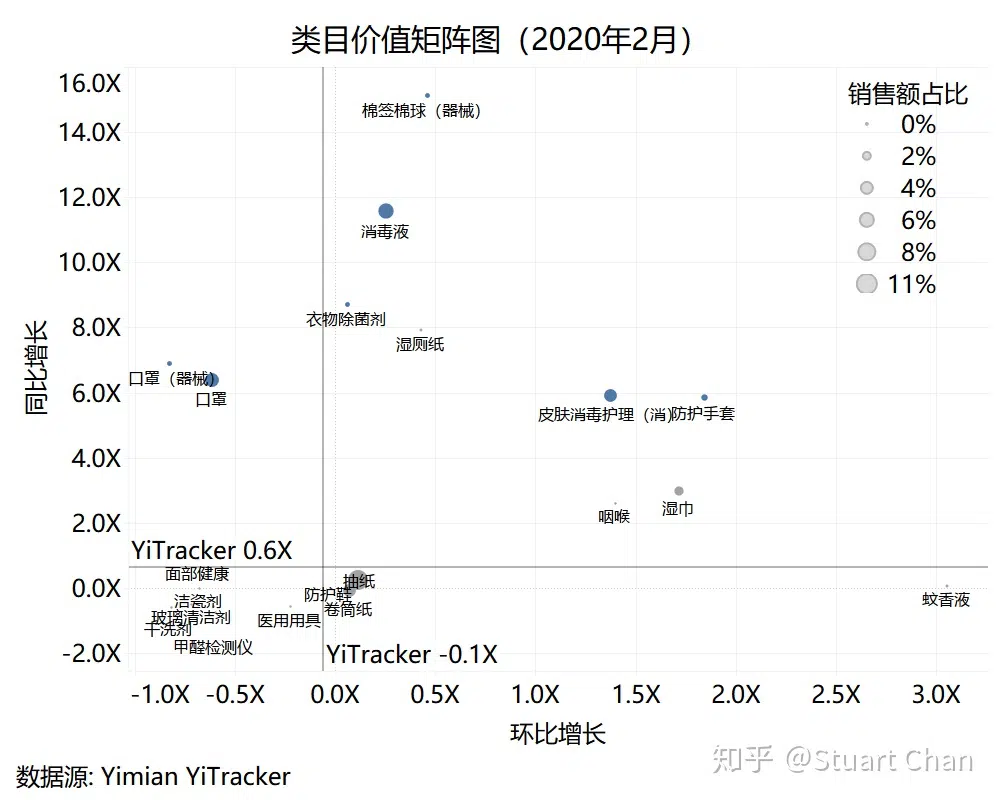 类目价值矩阵图（2020年2月）
销售额占比
0%
2%
4%
6%
8%
11%
同比增长
16.0X
14.0X
12.0X
10.0X
8.0X
6.0X
4.0X
2.0X
0.0X
-2.0X
棉签棉球（器械）
消毒液
衣物除菌剂
湿厕纸
口罩（器械）
口罩
皮肤消毒护理（消）
防护手套
湿巾
咽喉
YiTracker 0.6X
面部健康
抽纸
防护鞋
洁瓷剂
卷筒纸
蚊香液
玻璃清洁剂
医用用具
干洗剂
甲醛检测仪
YiTracker -0.1X
-1.0X
-0.5X
0.0X
0.5X
1.0X
1.5X
2.0X
2.5X
3.0X
环比增长
数据源: Yimian YiTracker
知乎 @Stuart Chan